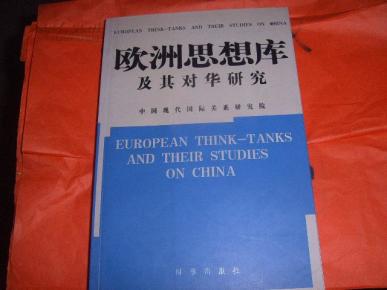 EUROPEAN THINK-TANKS AND THEIR STUDIES ON CHINA
欧洲思想库
及其对华研究
中国现代国际关系研究院
EUROPEAN THINK-TANKS
AND THEIR STUDIES
ON CHINA
时事出版社